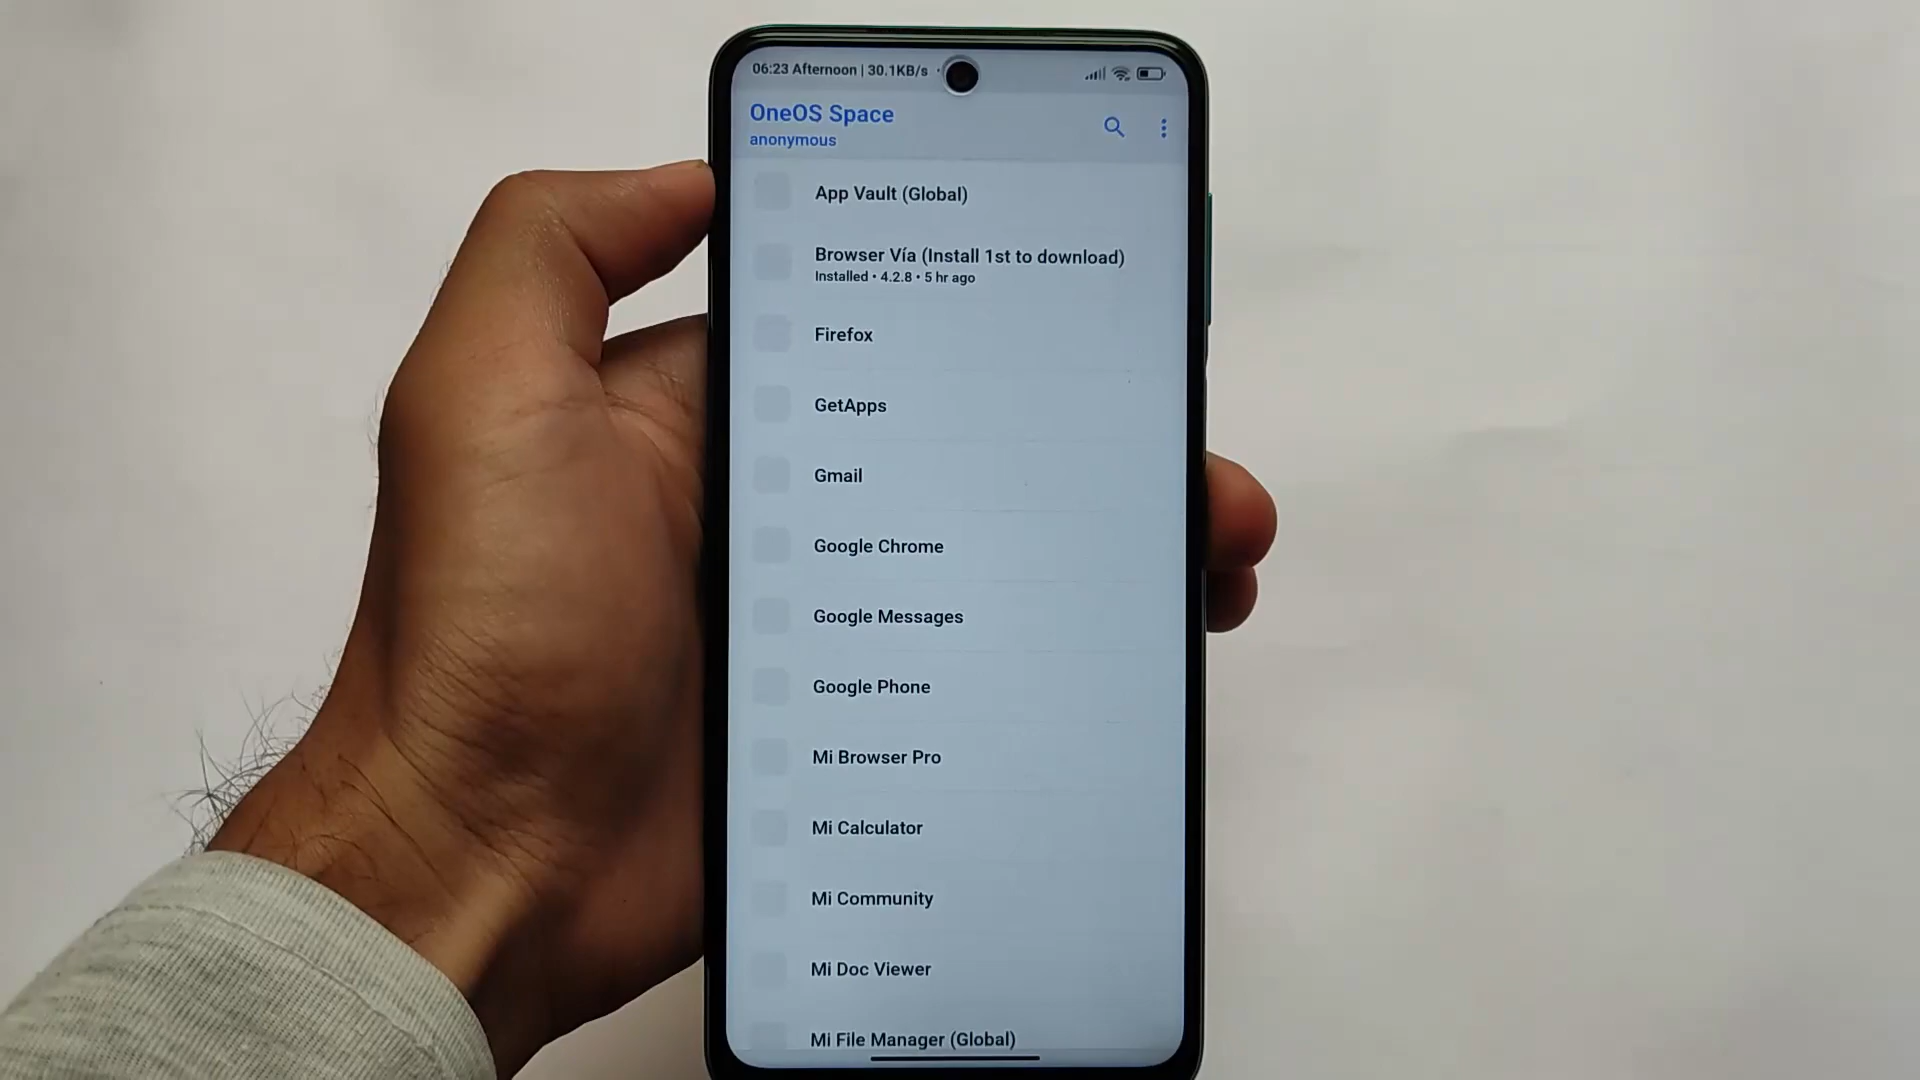 06:23 Afternoon | 30.1KB/s
OneOS Space
anonymous
App Vault (Global)
Browser Vía (Install 1st to download)
Installed • 4.2.8 • 5 hr ago
Firefox
GetApps
Gmail
Google Chrome
Google Messages
Google Phone
Mi Browser Pro
Mi Calculator
Mi Community
Mi Doc Viewer
Mi File Manager (Global)